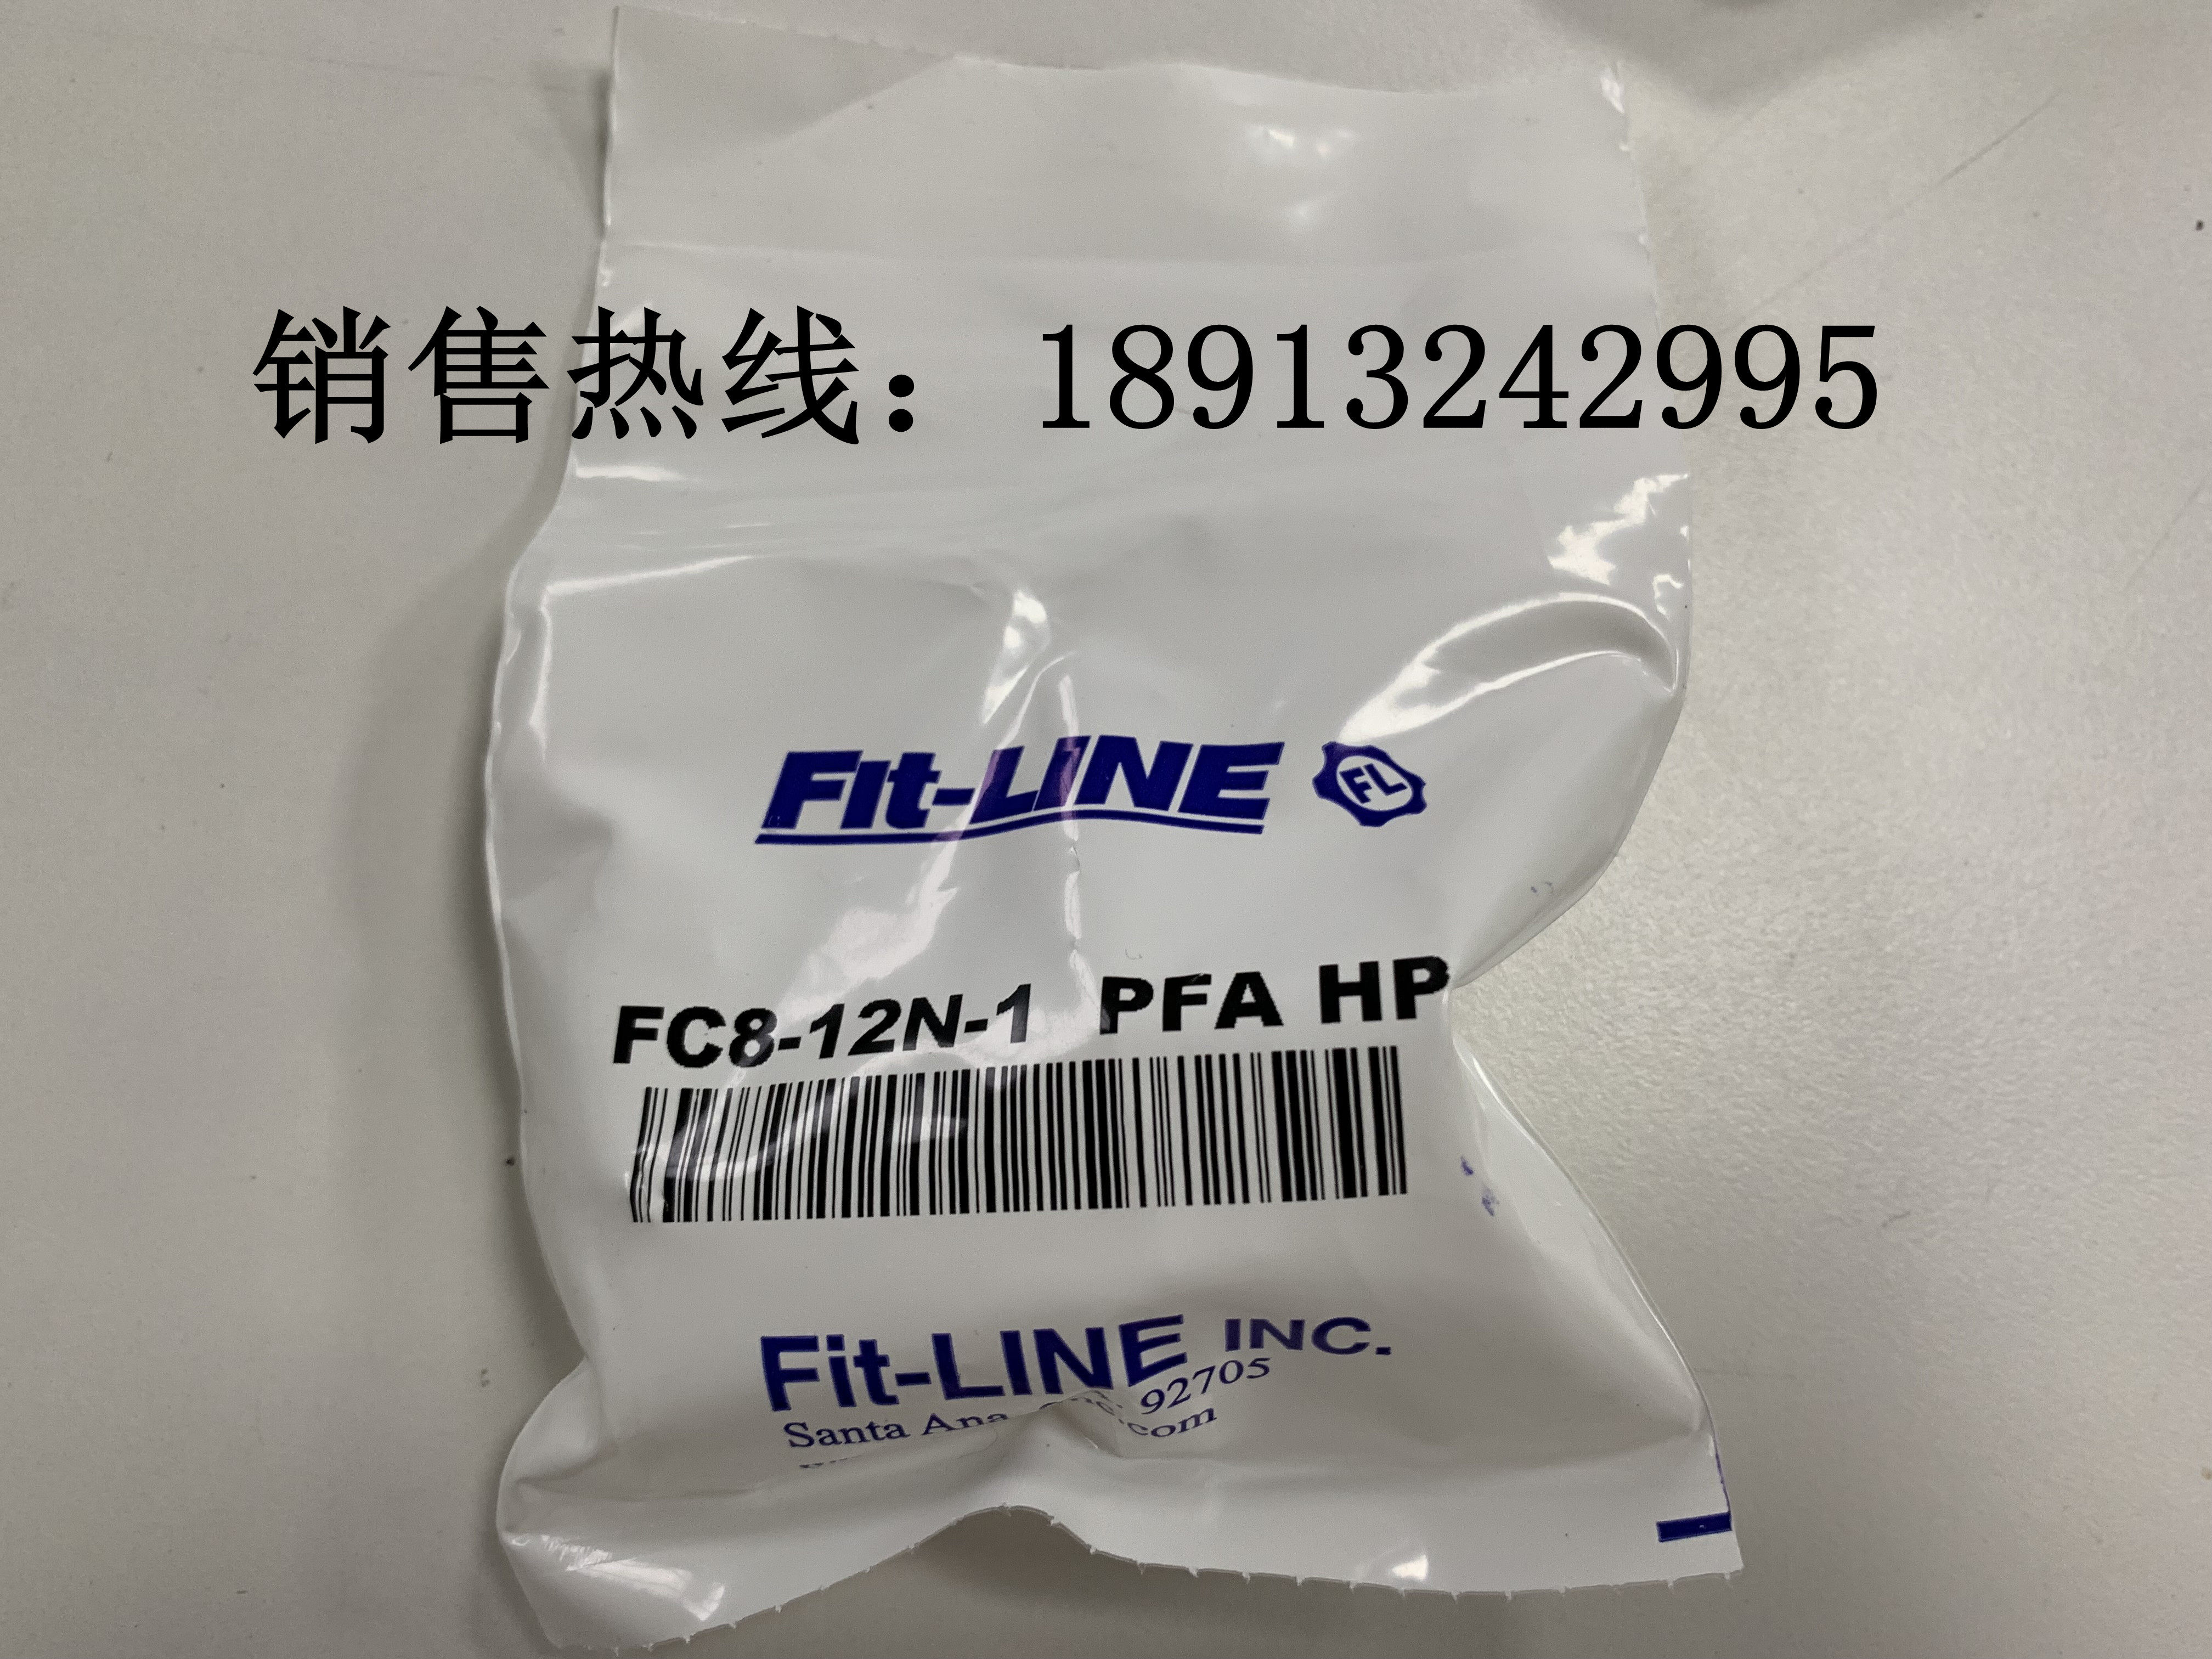 销售热线：18913242995
Fit-LINE FL
FC8-12N-1 PFA HP
Fit-LINE INC.
Santa Ana, 92705
.com